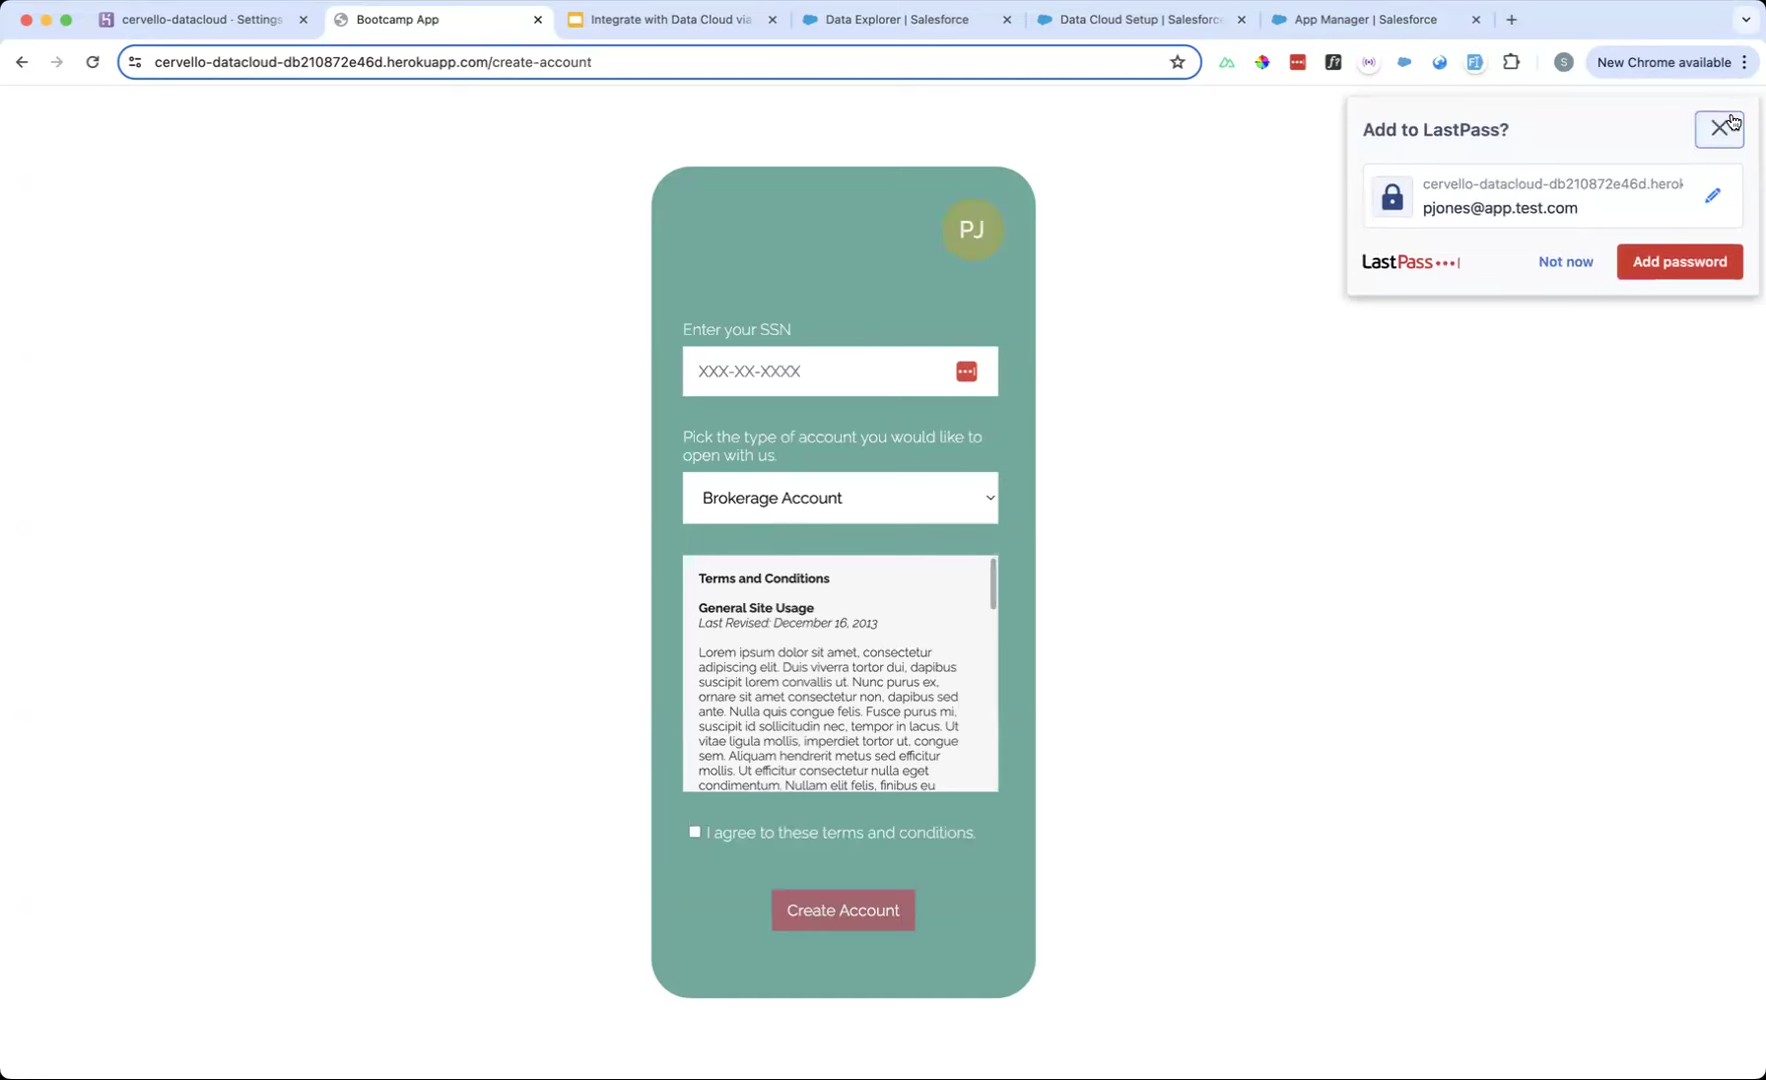 cervello-datacloud · Settings
Bootcamp App
Integrate with Data Cloud via
Data Explorer | Salesforce
Data Cloud Setup | Salesforce
App Manager | Salesforce
cervello-datacloud-db210872e46d.herokuapp.com/create-account
f?
FI
S
New Chrome available
Add to LastPass?
cervello-datacloud-db210872e46d.herok
pjones@app.test.com
LastPass
Not now
Add password
PJ
Enter your SSN
XXX-XX-XXXX
Pick the type of account you would like to
open with us.
Brokerage Account
Terms and Conditions
General Site Usage
Last Revised: December 16, 2013
Lorem ipsum dolor sit amet, consectetur
adipiscing elit. Duis viverra tortor dui, dapibus
suscipit lorem convallis ut. Nunc purus ex,
ornare sit amet consectetur non, dapibus sed
ante. Nulla quis congue felis. Fusce purus mi,
suscipit id sollicitudin nec, tempor in lacus. Ut
vitae ligula mollis, imperdiet tortor ut, congue
sem. Aliquam hendrerit metus sed efficitur
mollis. Ut efficitur consectetur nulla eget
condimentum. Nullam elit felis, finibus eu
I agree to these terms and conditions.
Create Account